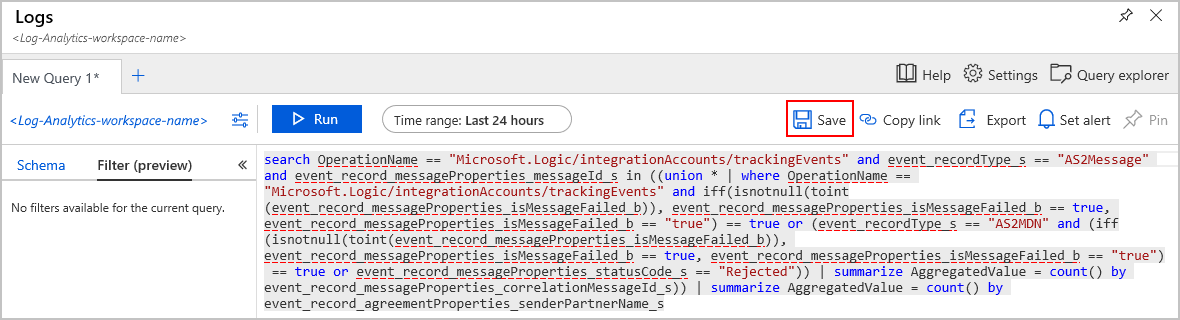 Logs
<Log-Analytics-workspace-name>
New Query 1*
Help
Settings
Query explorer
<Log-Analytics-workspace-name>
Run
Time range: Last 24 hours
Save
Copy link
Export
Set alert
Pin
Schema
Filter (preview)
No filters available for the current query.
search OperationName == "Microsoft.Logic/integrationAccounts/trackingEvents" and event_recordType_s == "AS2Message"
and event_record_messageProperties_messageId_s in ((union * | where OperationName ==
"Microsoft.Logic/integrationAccounts/trackingEvents" and iff(isnotnull(toint
(event_record_messageProperties_isMessageFailed_b)), event_record_messageProperties_isMessageFailed_b == true,
event_record_messageProperties_isMessageFailed_b == "true") == true or (event_recordType_s == "AS2MDN" and (iff
(isnotnull(toint(event_record_messageProperties_isMessageFailed_b)),
event_record_messageProperties_isMessageFailed_b == true, event_record_messageProperties_isMessageFailed_b == "true")
== true or event_record_messageProperties_statusCode_s == "Rejected")) | summarize AggregatedValue = count() by
event_record_messageProperties_correlationMessageId_s)) | summarize AggregatedValue = count() by
event_record_agreementProperties_senderPartnerName_s